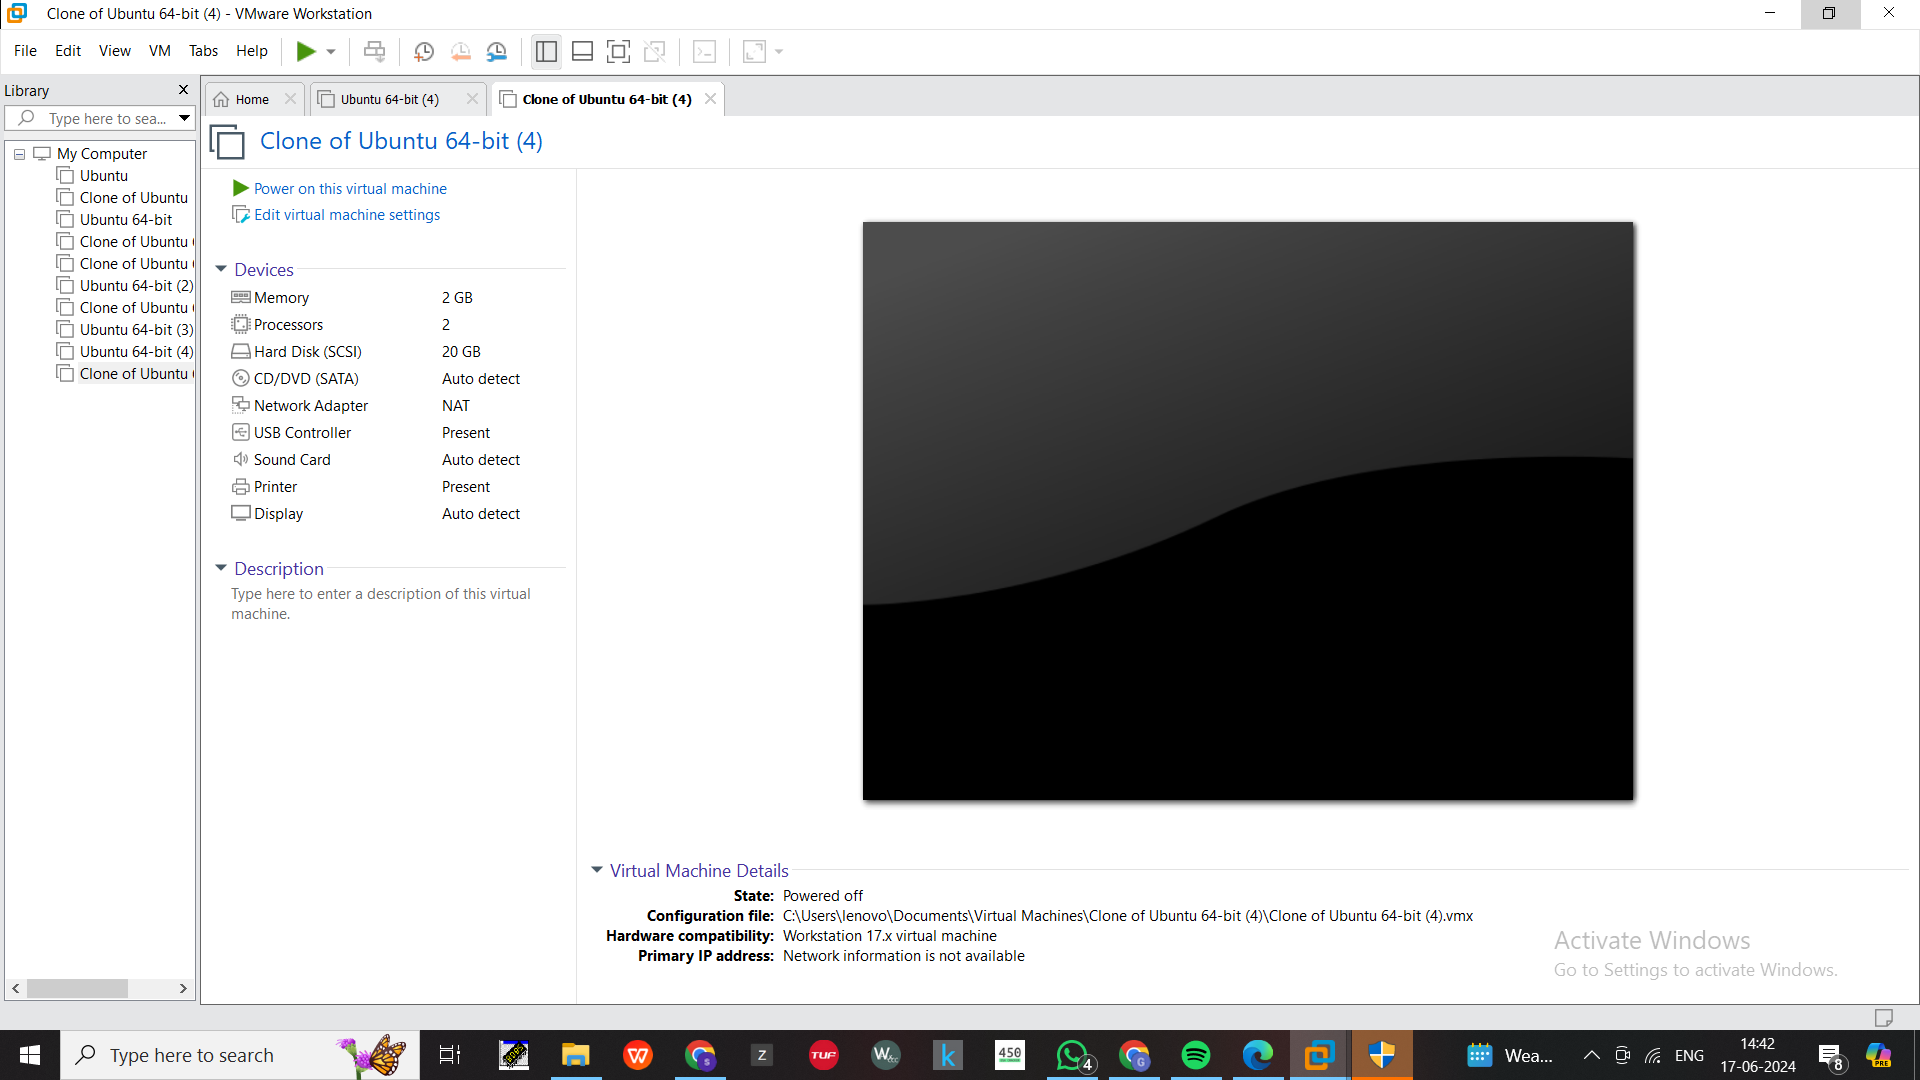 Clone of Ubuntu 64-bit (4) - VMware Workstation
File Edit View VM Tabs Help
Library
Type here to sea...
My Computer
Ubuntu
Clone of Ubuntu
Ubuntu 64-bit
Clone of Ubuntu
Clone of Ubuntu
Ubuntu 64-bit (2)
Clone of Ubuntu
Ubuntu 64-bit (3)
Ubuntu 64-bit (4)
Clone of Ubuntu
Home
Ubuntu 64-bit (4)
Clone of Ubuntu 64-bit (4)
Clone of Ubuntu 64-bit (4)
Power on this virtual machine
Edit virtual machine settings
Devices
Memory 2 GB
Processors 2
Hard Disk (SCSI) 20 GB
CD/DVD (SATA) Auto detect
Network Adapter NAT
USB Controller Present
Sound Card Auto detect
Printer Present
Display Auto detect
Description
Type here to enter a description of this virtual
machine.
Virtual Machine Details
State: Powered off
Configuration file: C:\Users\lenovo\Documents\Virtual Machines\Clone of Ubuntu 64-bit (4)\Clone of Ubuntu 64-bit (4).vmx
Hardware compatibility: Workstation 17.x virtual machine
Primary IP address: Network information is not available
Activate Windows
Go to Settings to activate Windows.
Type here to search
Z
TUF
k
450
4
S
G
Wea...
ENG
14:42
17-06-2024
8
PRE